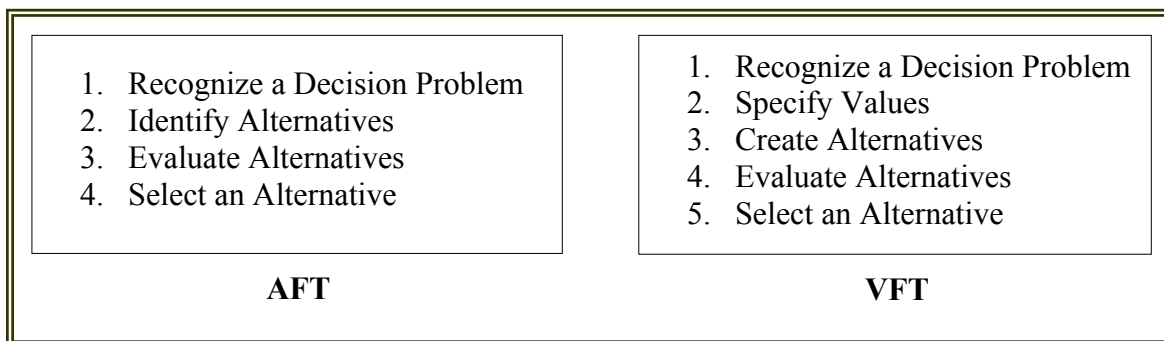 1. Recognize a Decision Problem
2. Identify Alternatives
3. Evaluate Alternatives
4. Select an Alternative
AFT
1. Recognize a Decision Problem
2. Specify Values
3. Create Alternatives
4. Evaluate Alternatives
5. Select an Alternative
VFT